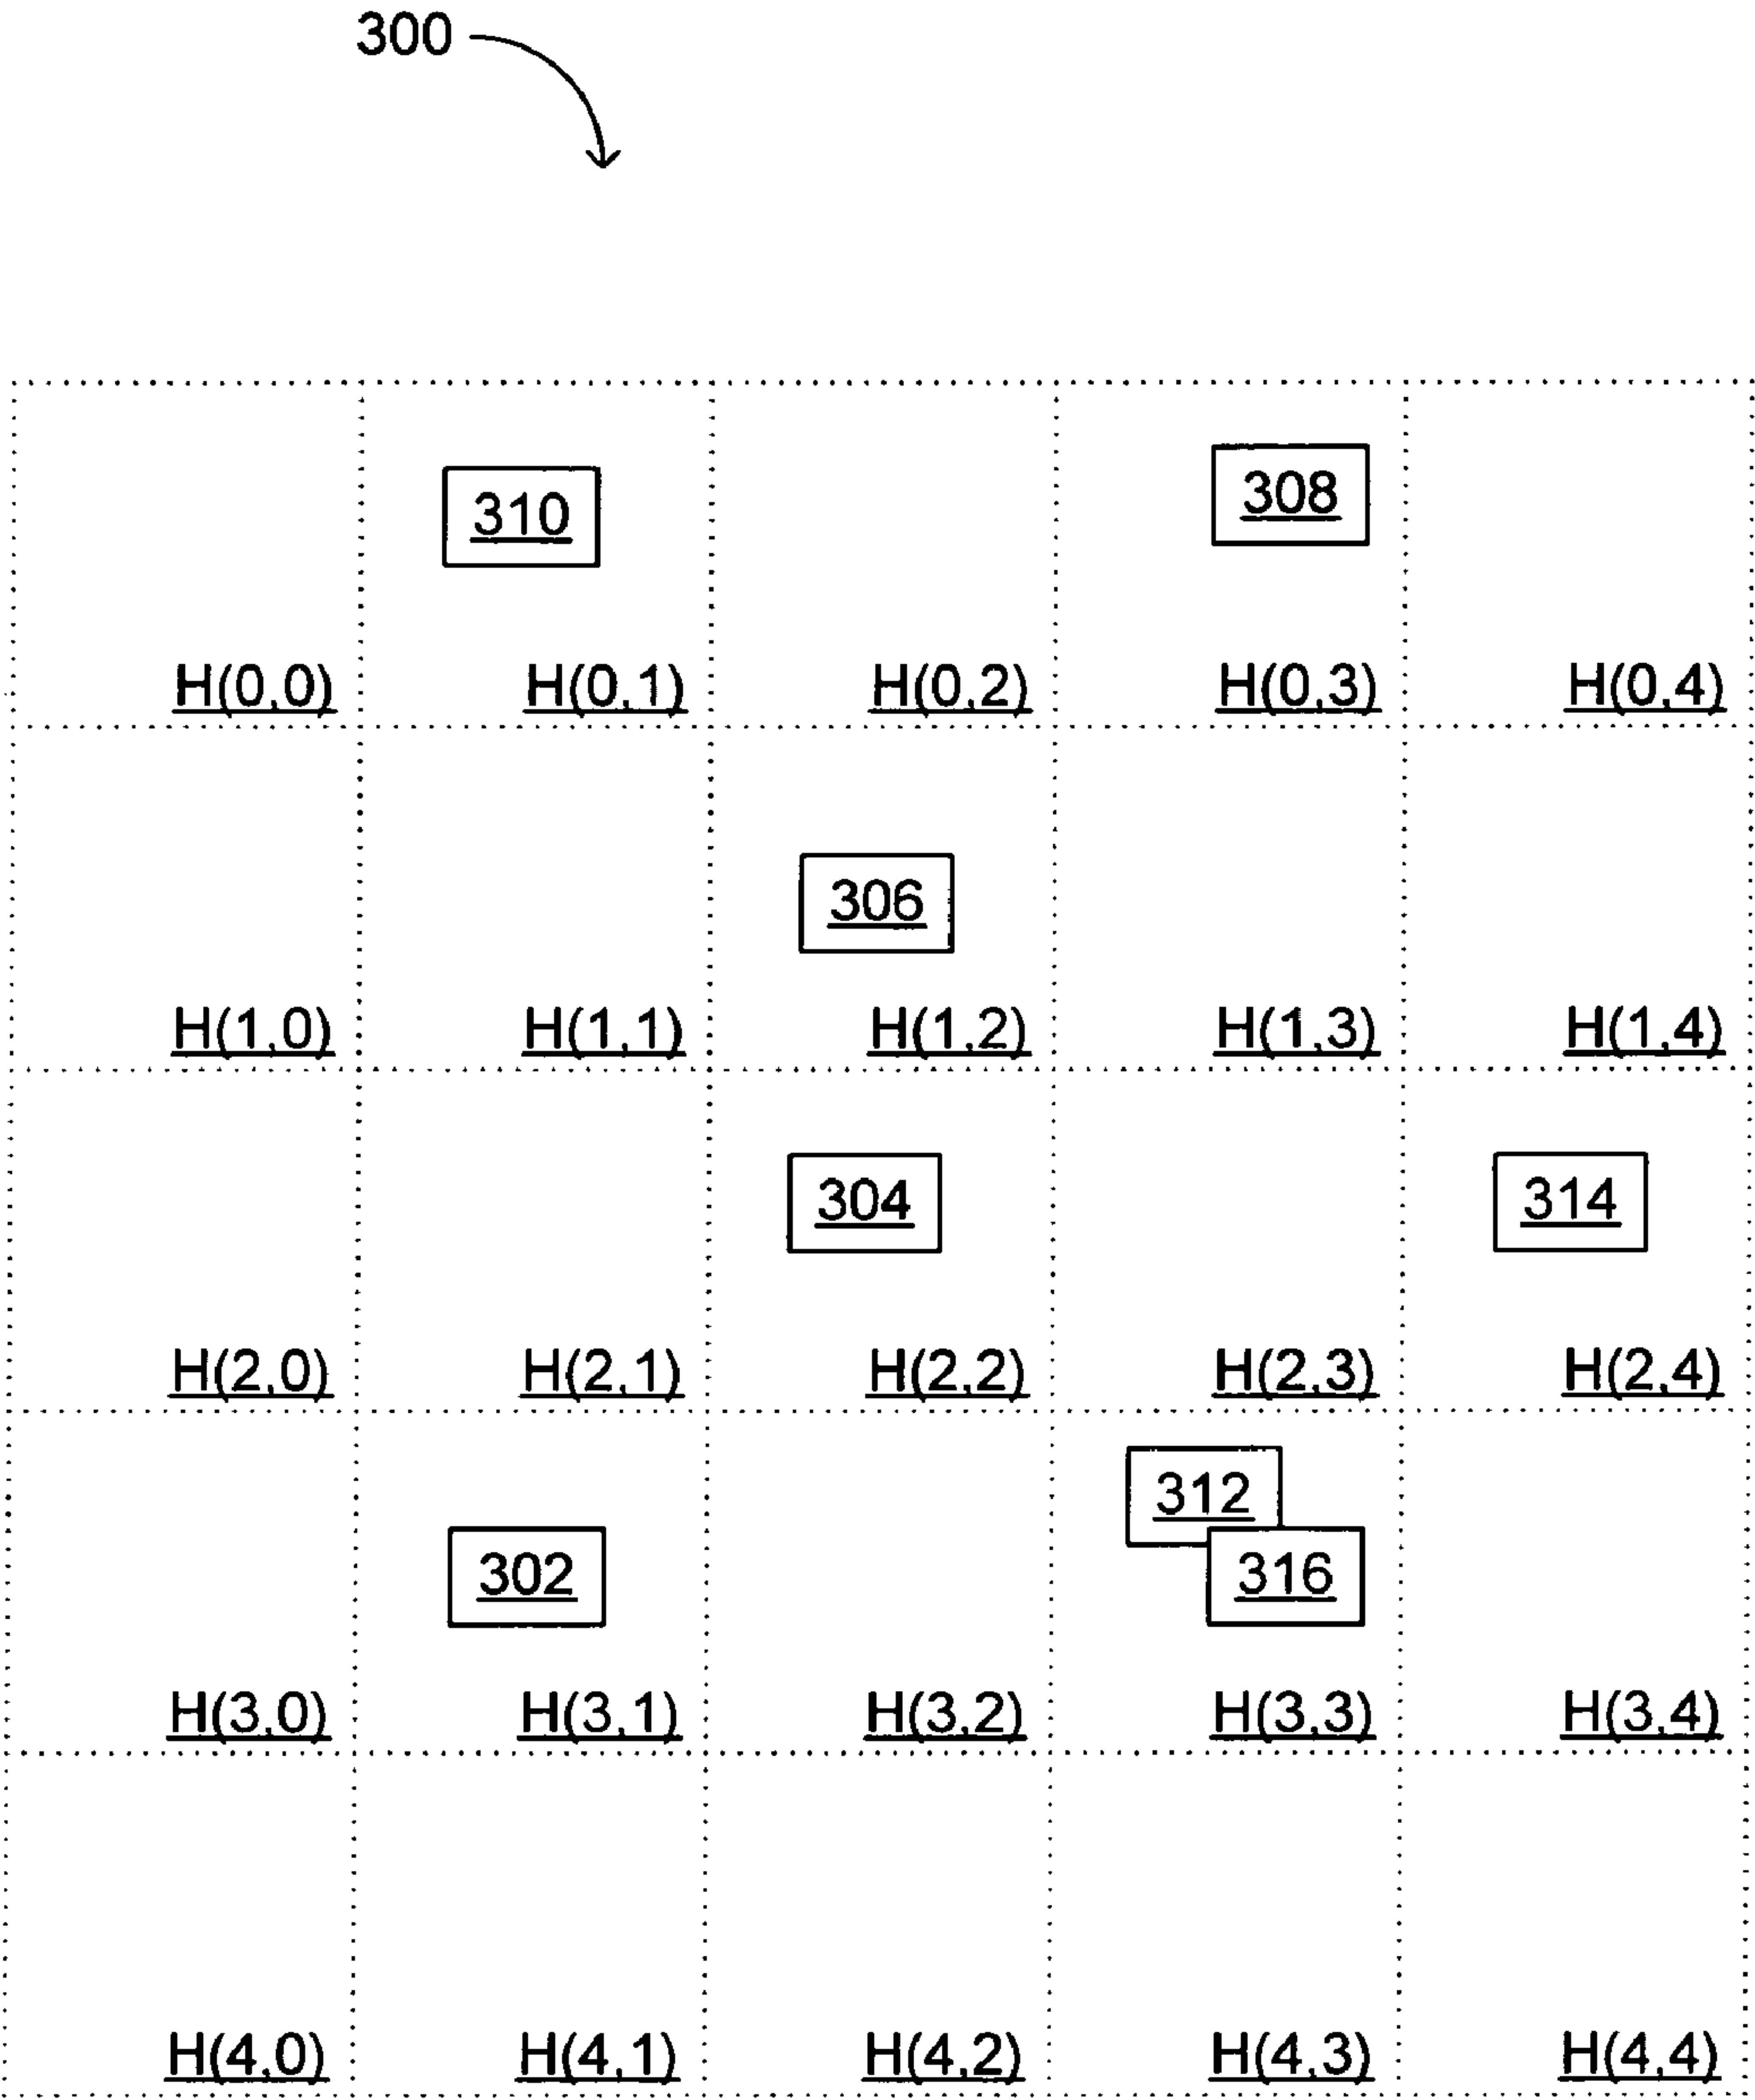 300
310 308
H(0,0) H(0,1) H(0,2) H(0,3) H(0,4)
306
H(1,0) H(1,1) H(1,2) H(1,3) H(1,4)
304 314
H(2,0) H(2,1) H(2,2) H(2,3) H(2,4)
312
302 316
H(3,0) H(3,1) H(3,2) H(3,3) H(3,4)
H(4,0) H(4,1) H(4,2) H(4,3) H(4,4)